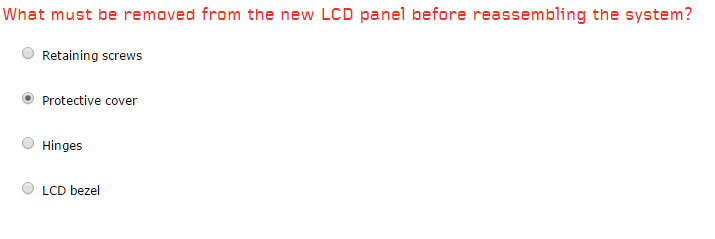 What must be removed from the new LCD panel before reassembling the system?
Retaining screws
Protective cover
Hinges
LCD bezel